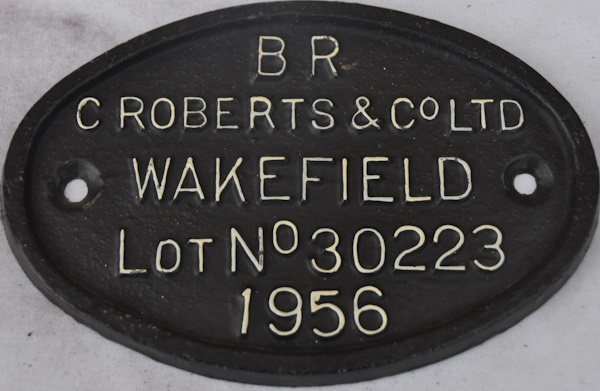 B R
C ROBERTS & Cº LTD
WAKEFIELD
LOT Nº 30223
1956